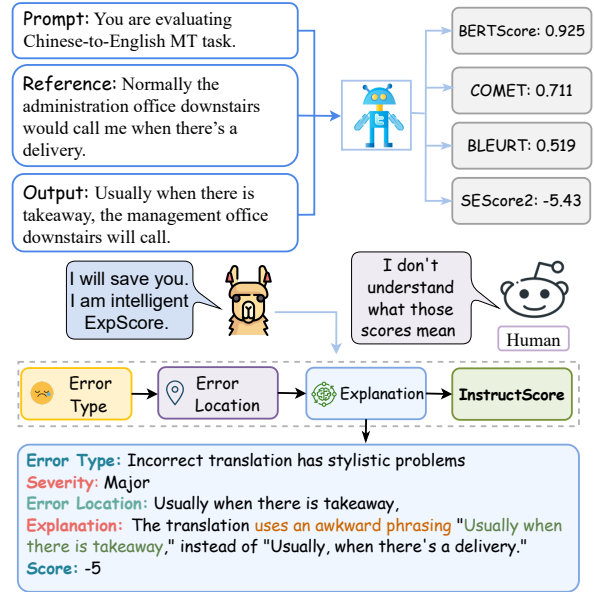 Prompt: You are evaluating
Chinese-to-English MT task.
Reference: Normally the
administration office downstairs
would call me when there's a
delivery.
Output: Usually when there is
takeaway, the management office
downstairs will call.
BERTScore: 0.925
COMET: 0.711
BLEURT: 0.519
SEScore2: -5.43
I will save you.
I am intelligent
ExpScore.
I don't
understand
what those
scores mean
Human
Error
Type
Error
Location
Explanation
InstructScore
Error Type: Incorrect translation has stylistic problems
Severity: Major
Error Location: Usually when there is takeaway,
Explanation: The translation uses an awkward phrasing "Usually when
there is takeaway," instead of "Usually, when there's a delivery."
Score: -5